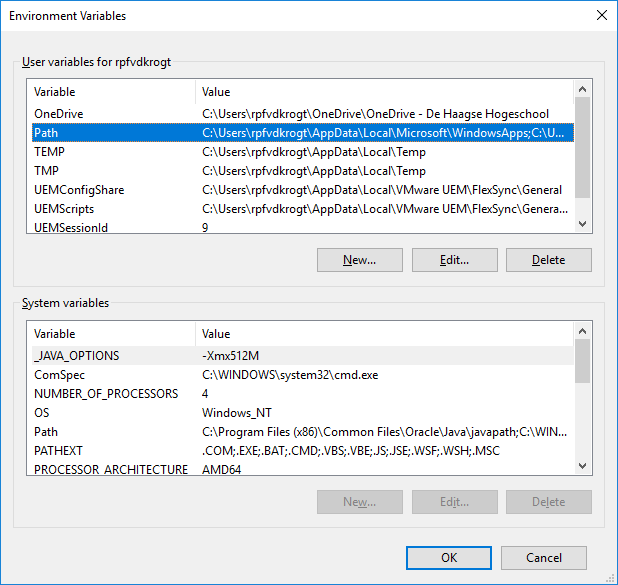 Environment Variables
User variables for rpfvdkrogt
Variable Value
OneDrive C:\Users\rpfvdkrogt\OneDrive\OneDrive - De Haagse Hogeschool
Path C:\Users\rpfvdkrogt\AppData\Local\Microsoft\WindowsApps;C:\U...
TEMP C:\Users\rpfvdkrogt\AppData\Local\Temp
TMP C:\Users\rpfvdkrogt\AppData\Local\Temp
UEMConfigShare C:\Users\rpfvdkrogt\AppData\Local\VMware UEM\FlexSync\General
UEMScripts C:\Users\rpfvdkrogt\AppData\Local\VMware UEM\FlexSync\Genera...
UEMSessionId 9
New... Edit... Delete
System variables
Variable Value
_JAVA_OPTIONS -Xmx512M
ComSpec C:\WINDOWS\system32\cmd.exe
NUMBER_OF_PROCESSORS 4
OS Windows_NT
Path C:\Program Files (x86)\Common Files\Oracle\Java\javapath;C:\WIN...
PATHEXT .COM;.EXE;.BAT;.CMD;.VBS;.VBE;.JS;.JSE;.WSF;.WSH;.MSC
PROCESSOR_ARCHITECTURE AMD64
New... Edit... Delete
OK Cancel